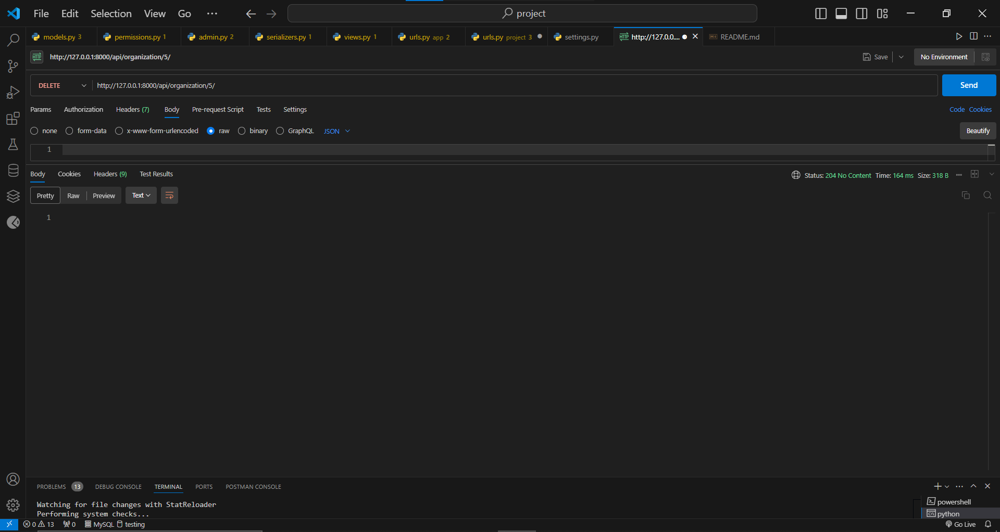 File Edit Selection View Go ··· project
models.py 3 permissions.py 1 admin.py 2 serializers.py 1 views.py 1 urls.py app 2 urls.py project 3 settings.py HTTP http://127.0.0.... README.md
HTTP http://127.0.0.1:8000/api/organization/5/ Save No Environment
DELETE http://127.0.0.1:8000/api/organization/5/ Send
Params Authorization Headers (7) Body Pre-request Script Tests Settings Code Cookies
none form-data x-www-form-urlencoded raw binary GraphQL JSON Beautify
1
Body Cookies Headers (9) Test Results Status: 204 No Content Time: 164 ms Size: 318 B
Pretty Raw Preview Text
1
PROBLEMS 13 DEBUG CONSOLE TERMINAL PORTS POSTMAN CONSOLE
Watching for file changes with StatReloader
Performing system checks...
powershell
python
0 13 0 MySQL testing Go Live